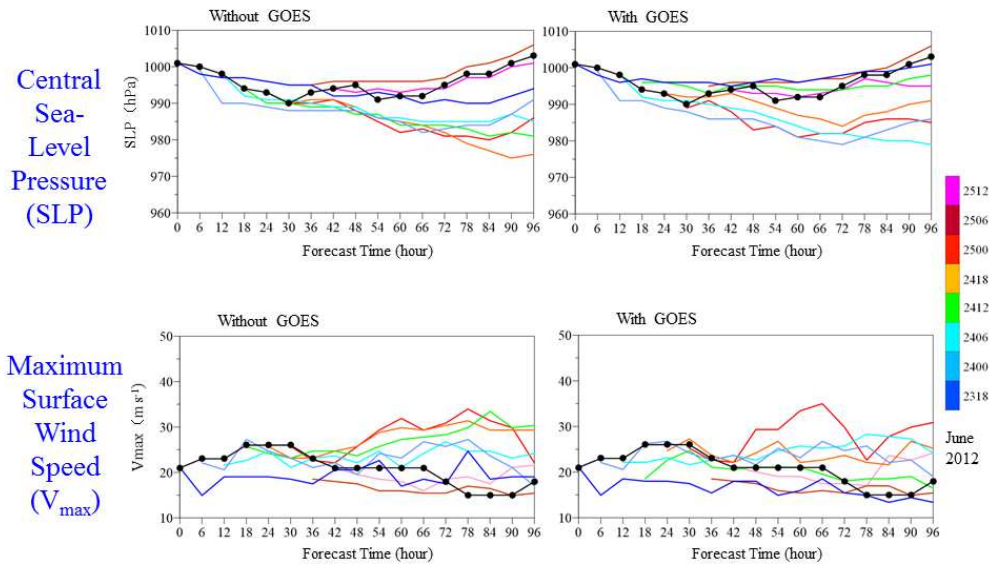 Central
Sea-
Level
Pressure
(SLP)
Without GOES
1010
1000
990
980
970
960
SLP (hPa)
0 6 12 18 24 30 36 42 48 54 60 66 72 78 84 90 96
Forecast Time (hour)
With GOES
1010
1000
990
980
970
960
0 6 12 18 24 30 36 42 48 54 60 66 72 78 84 90 96
Forecast Time (hour)
2512
2506
2500
2418
2412
2406
2400
2318
June
2012
Maximum
Surface
Wind
Speed
(Vmax)
Without GOES
50
40
30
20
10
Vmax (m s⁻¹)
0 6 12 18 24 30 36 42 48 54 60 66 72 78 84 90 96
Forecast Time (hour)
With GOES
50
40
30
20
10
0 6 12 18 24 30 36 42 48 54 60 66 72 78 84 90 96
Forecast Time (hour)